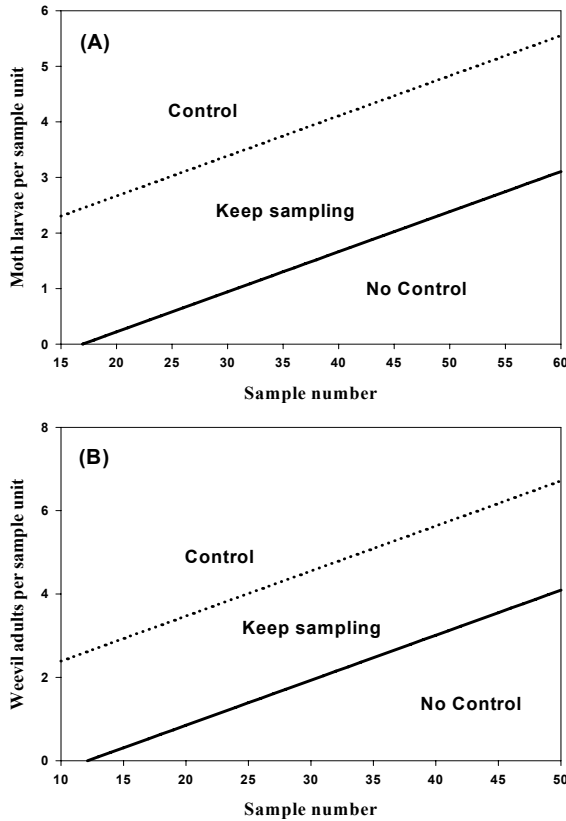 (A)
6
5
4
3
2
1
0
Moth larvae per sample unit
Control
Keep sampling
No Control
15 20 25 30 35 40 45 50 55 60
Sample number
(B)
8
6
4
2
0
Weevil adults per sample unit
Control
Keep sampling
No Control
10 15 20 25 30 35 40 45 50
Sample number